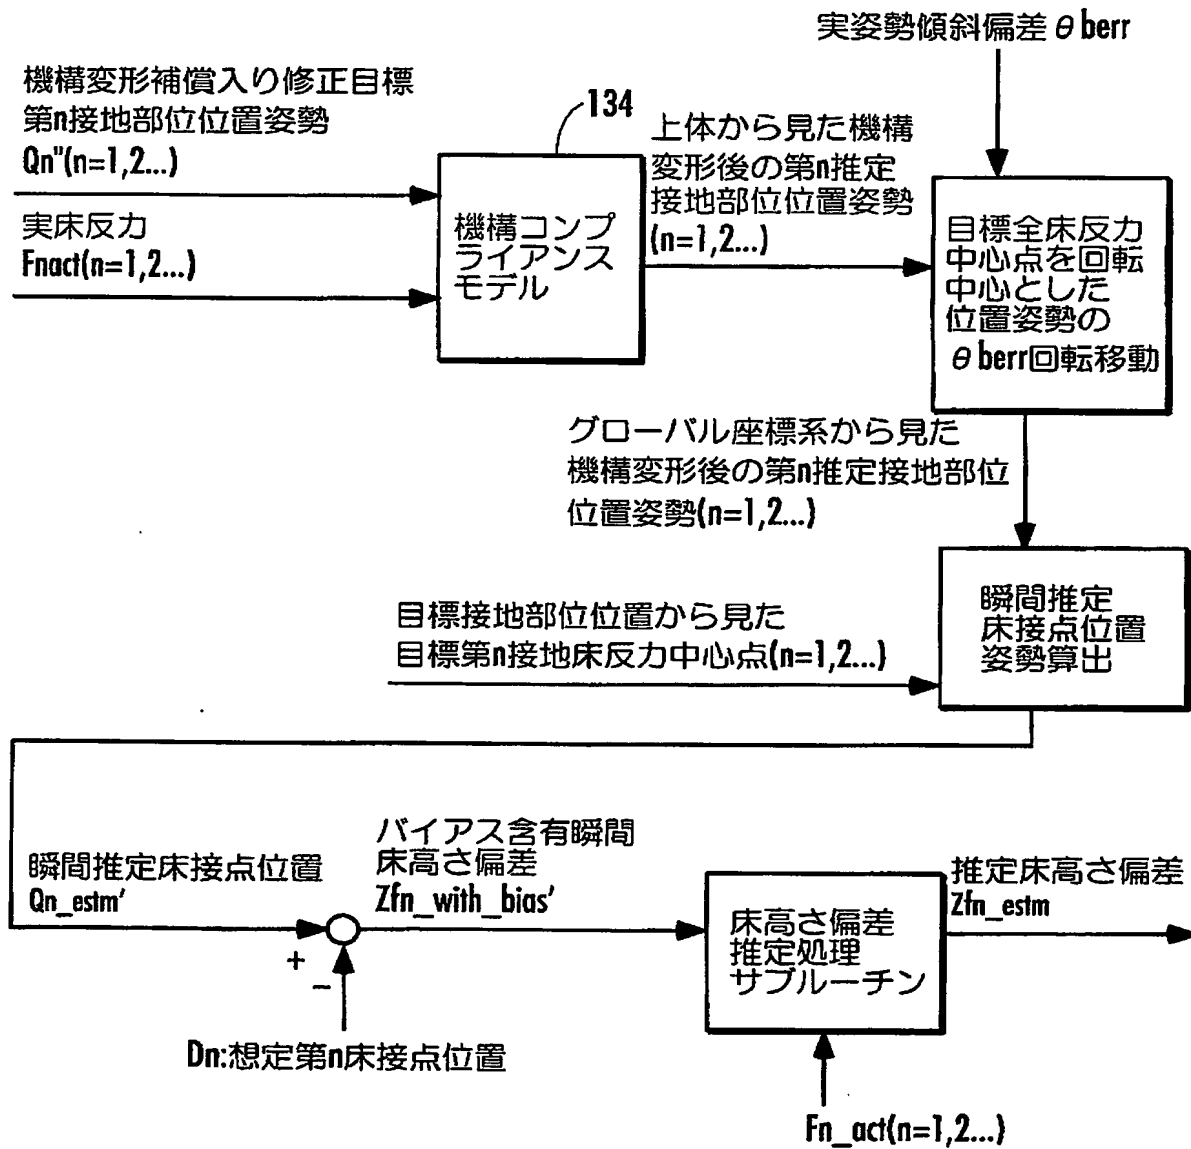 実姿勢傾斜偏差θberr
機構変形補償入り修正目標
第n接地部位位置姿勢
Qn"(n=1,2...)
実床反力
Fnact(n=1,2...)
134
機構コンプ
ライアンス
モデル
上体から見た機構
変形後の第n推定
接地部位位置姿勢
(n=1,2...)
目標全床反力
中心点を回転
中心とした
位置姿勢の
θberr回転移動
グローバル座標系から見た
機構変形後の第n推定接地部位
位置姿勢(n=1,2...)
目標接地部位位置から見た
目標第n接地床反力中心点(n=1,2...)
瞬間推定
床接点位置
姿勢算出
瞬間推定床接点位置
Qn_estm'
+
−
バイアス含有瞬間
床高さ偏差
Zfn_with_bias'
Dn:想定第n床接点位置
床高さ偏差
推定処理
サブルーチン
推定床高さ偏差
Zfn_estm
Fn_act(n=1,2...)